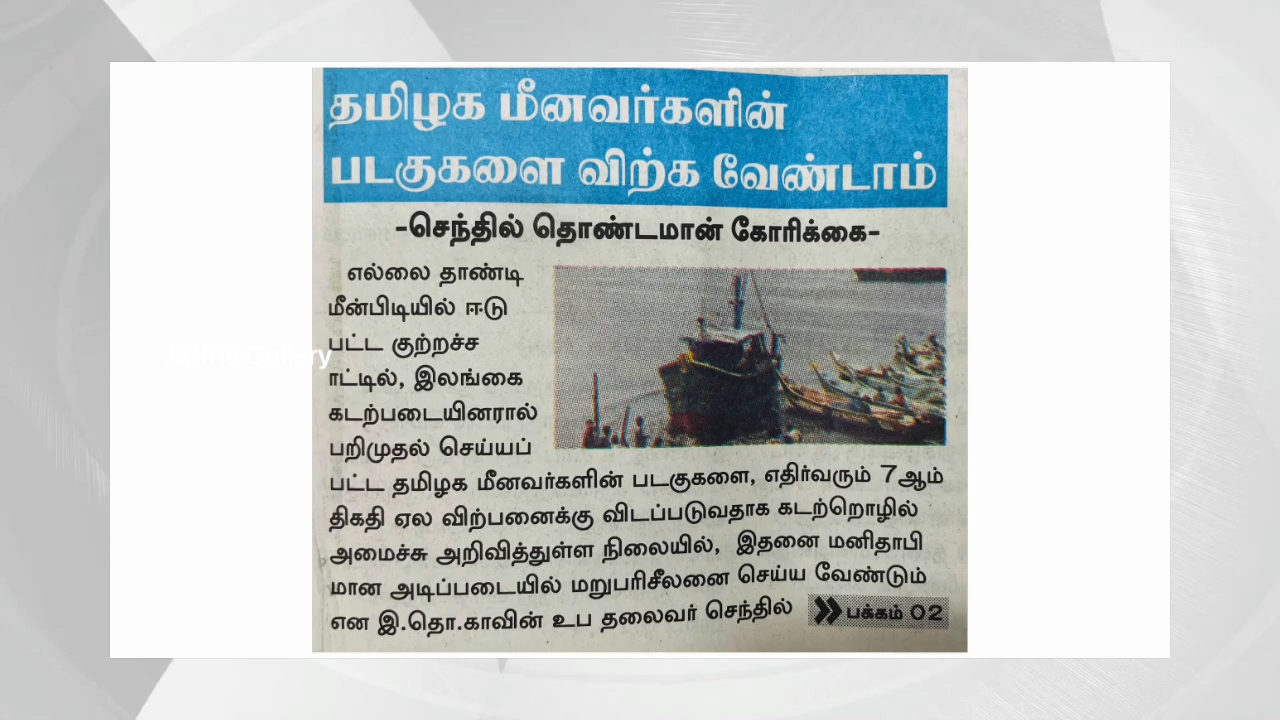 தமிழக மீனவர்களின்
படகுகளை விற்க வேண்டாம்
-செந்தில் தொண்டமான் கோரிக்கை-
எல்லை தாண்டி
மீன்பிடியில் ஈடு
பட்ட குற்றச்ச
ாட்டில், இலங்கை
கடற்படையினரால்
பறிமுதல் செய்யப்
பட்ட தமிழக மீனவர்களின் படகுகளை, எதிர்வரும் 7ஆம்
திகதி ஏல விற்பனைக்கு விடப்படுவதாக கடற்றொழில்
அமைச்சு அறிவித்துள்ள நிலையில், இதனை மனிதாபி
மான அடிப்படையில் மறுபரிசீலனை செய்ய வேண்டும்
என இ.தொ.காவின் உப தலைவர் செந்தில்
பக்கம் 02
Gallery